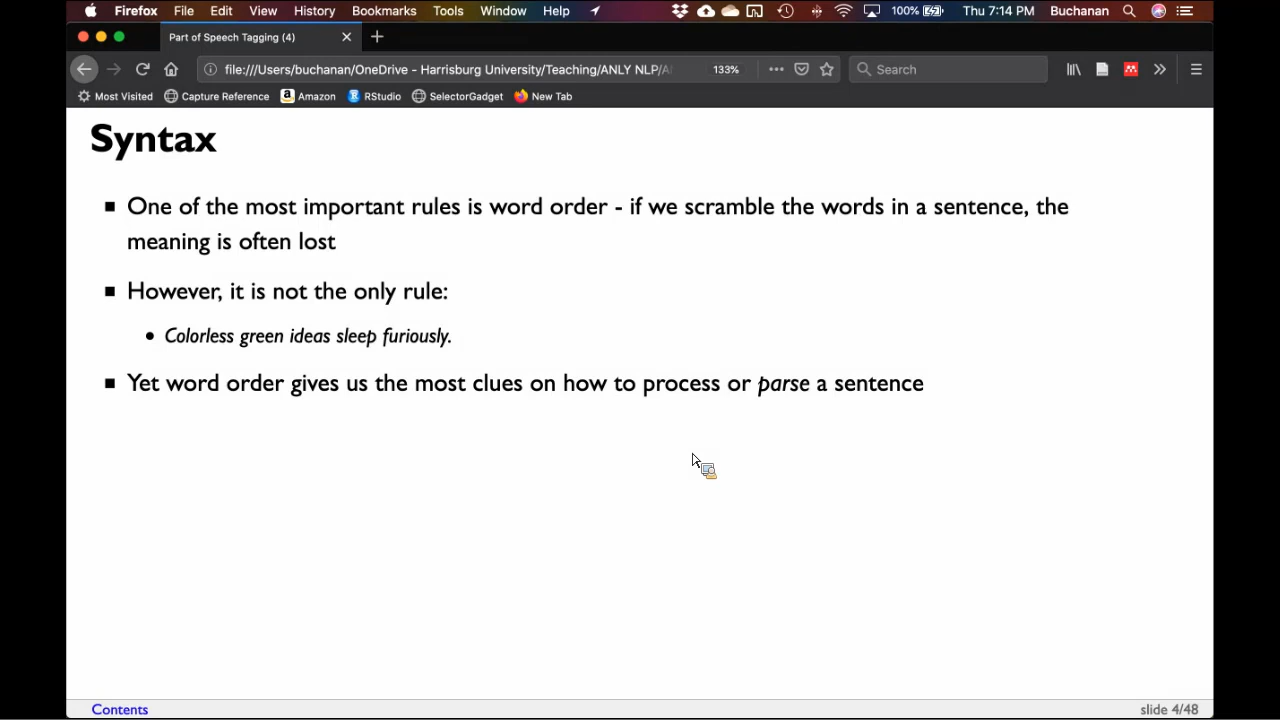 Firefox File Edit View History Bookmarks Tools Window Help 100% Thu 7:14 PM Buchanan
Part of Speech Tagging (4)
file:///Users/buchanan/OneDrive - Harrisburg University/Teaching/ANLY NLP/A 133% Search
Most Visited Capture Reference Amazon RStudio SelectorGadget New Tab
Syntax
One of the most important rules is word order - if we scramble the words in a sentence, the
meaning is often lost
However, it is not the only rule:
Colorless green ideas sleep furiously.
Yet word order gives us the most clues on how to process or parse a sentence
Contents slide 4/48